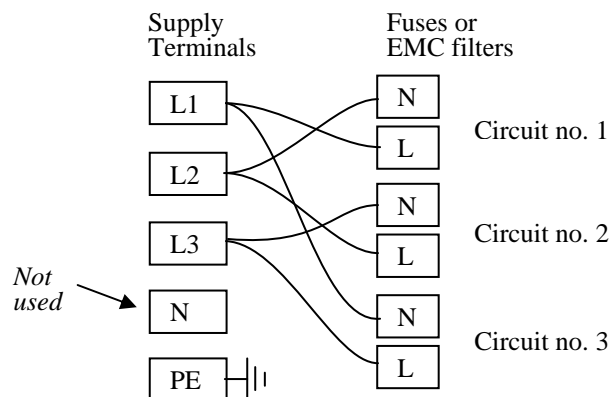 Supply
Terminals
Fuses or
EMC filters
L1
L2
L3
N
PE
Not
used
N
L
Circuit no. 1
N
L
Circuit no. 2
N
L
Circuit no. 3